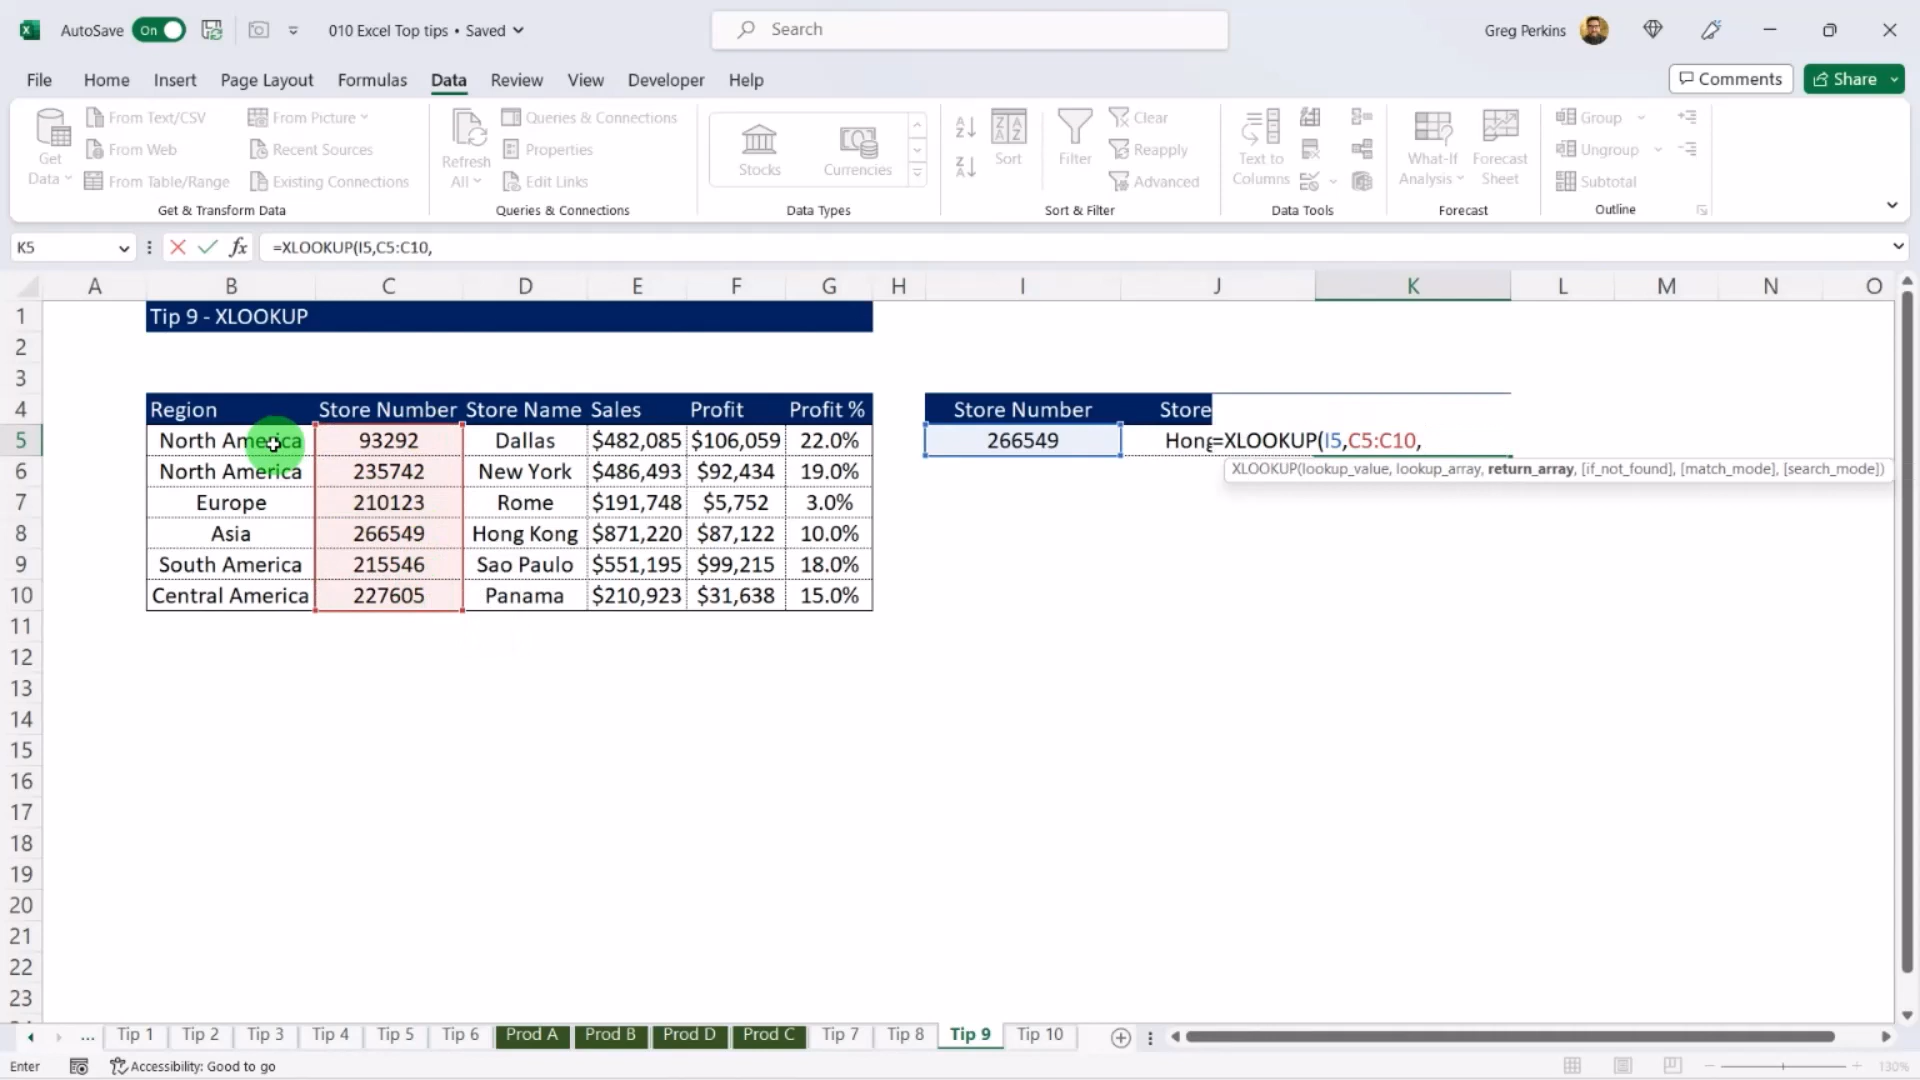 AutoSave On 010 Excel Top tips • Saved Search Greg Perkins
File Home Insert Page Layout Formulas Data Review View Developer Help Comments Share
Get Data From Text/CSV From Web From Table/Range From Picture Recent Sources Existing Connections
Get & Transform Data
Refresh All Queries & Connections Properties Edit Links
Queries & Connections
Stocks Currencies
Data Types
Sort Filter Clear Reapply Advanced
Sort & Filter
Text to Columns
Data Tools
What-If Analysis Forecast Sheet
Forecast
Group Ungroup Subtotal
Outline
K5 fx =XLOOKUP(I5,C5:C10,
A B C D E F G H I J K L M N O
1 Tip 9 - XLOOKUP
2
3
4 Region Store Number Store Name Sales Profit Profit % Store Number Store
5 North America 93292 Dallas $482,085 $106,059 22.0% 266549 Hong=XLOOKUP(I5,C5:C10,
6 North America 235742 New York $486,493 $92,434 19.0% XLOOKUP(lookup_value, lookup_array, return_array, [if_not_found], [match_mode], [search_mode])
7 Europe 210123 Rome $191,748 $5,752 3.0%
8 Asia 266549 Hong Kong $871,220 $87,122 10.0%
9 South America 215546 Sao Paulo $551,195 $99,215 18.0%
10 Central America 227605 Panama $210,923 $31,638 15.0%
11
12
13
14
15
16
17
18
19
20
21
22
23
... Tip 1 Tip 2 Tip 3 Tip 4 Tip 5 Tip 6 Prod A Prod B Prod D Prod C Tip 7 Tip 8 Tip 9 Tip 10
Enter Accessibility: Good to go 130%